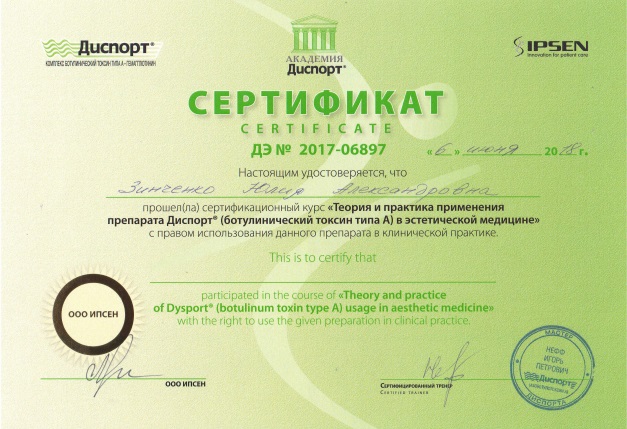 Диспорт®
КОМПЛЕКС БОТУЛИНИЧЕСКИЙ ТОКСИН ТИПА А - ГЕМАГГЛЮТИНИН
АКАДЕМИЯ
Диспорт®
IPSEN
Innovation for patient care
СЕРТИФИКАТ
CERTIFICATE
ДЭ № 2017-06897 « 6 » июня 2018 г.
Настоящим удостоверяется, что
Зинченко Юлия Александровна
прошел(ла) сертификационный курс «Теория и практика применения
препарата Диспорт® (ботулинический токсин типа А) в эстетической медицине»
с правом использования данного препарата в клинической практике.
This is to certify that
participated in the course of «Theory and practice
of Dysport® (botulinum toxin type A) usage in aesthetic medicine»
with the right to use the given preparation in clinical practice.
ООО ИПСЕН
ООО ИПСЕН
Сертифицированный тренер
Certified trainer
МАСТЕР
НЕФФ
ИГОРЬ
ПЕТРОВИЧ
Диспорт®
ДИСПОРТА